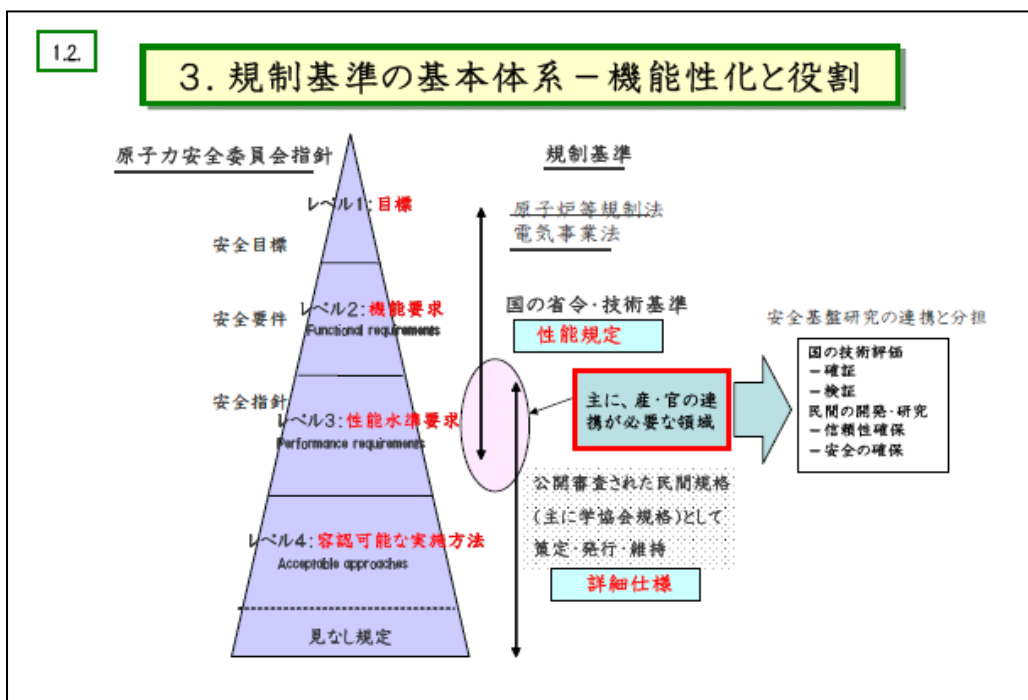 1.2.
3.規制基準の基本体系－機能性化と役割
原子力安全委員会指針
規制基準
レベル1:目標
原子炉等規制法
電気事業法
安全目標
レベル2:機能要求
Functional requirements
安全要件
国の省令・技術基準
性能規定
安全基盤研究の連携と分担
国の技術評価
－確証
－検証
民間の開発・研究
－信頼性確保
－安全の確保
安全指針
レベル3:性能水準要求
Performance requirements
主に、産・官の連
携が必要な領域
公開審査された民間規格
(主に学協会規格)として
策定・発行・維持
詳細仕様
レベル4:容認可能な実施方法
Acceptable approaches
見なし規定